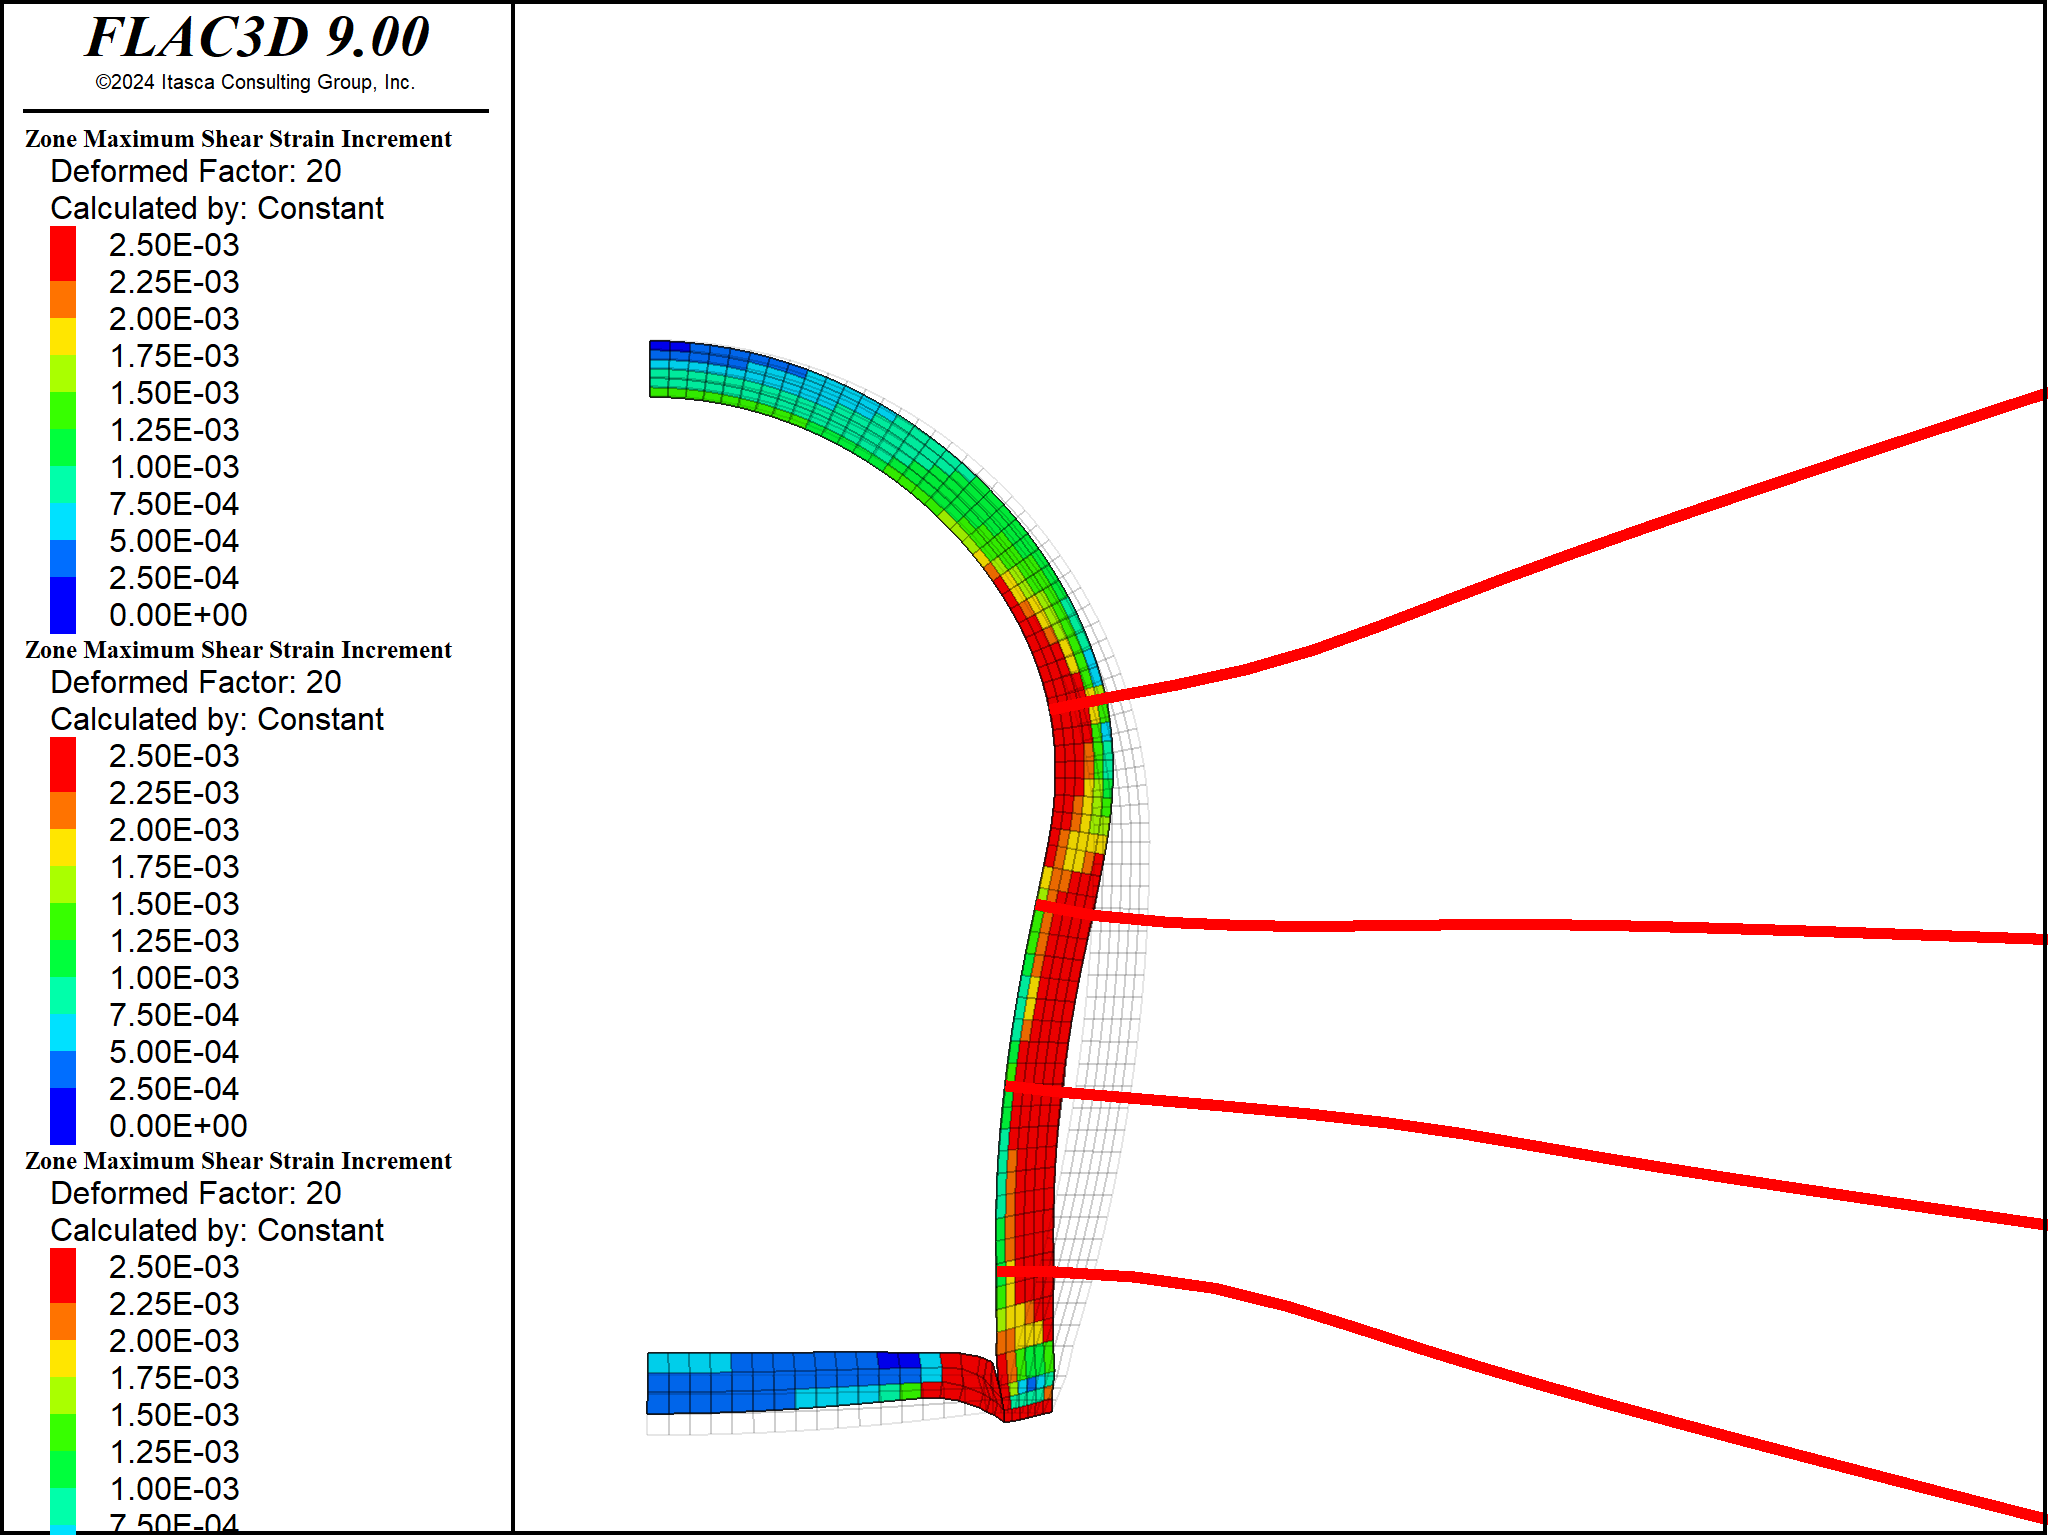 FLAC3D 9.00
©2024 Itasca Consulting Group, Inc.
Zone Maximum Shear Strain Increment
Deformed Factor: 20
Calculated by: Constant
2.50E-03
2.25E-03
2.00E-03
1.75E-03
1.50E-03
1.25E-03
1.00E-03
7.50E-04
5.00E-04
2.50E-04
0.00E+00
Zone Maximum Shear Strain Increment
Deformed Factor: 20
Calculated by: Constant
2.50E-03
2.25E-03
2.00E-03
1.75E-03
1.50E-03
1.25E-03
1.00E-03
7.50E-04
5.00E-04
2.50E-04
0.00E+00
Zone Maximum Shear Strain Increment
Deformed Factor: 20
Calculated by: Constant
2.50E-03
2.25E-03
2.00E-03
1.75E-03
1.50E-03
1.25E-03
1.00E-03
7.50E-04